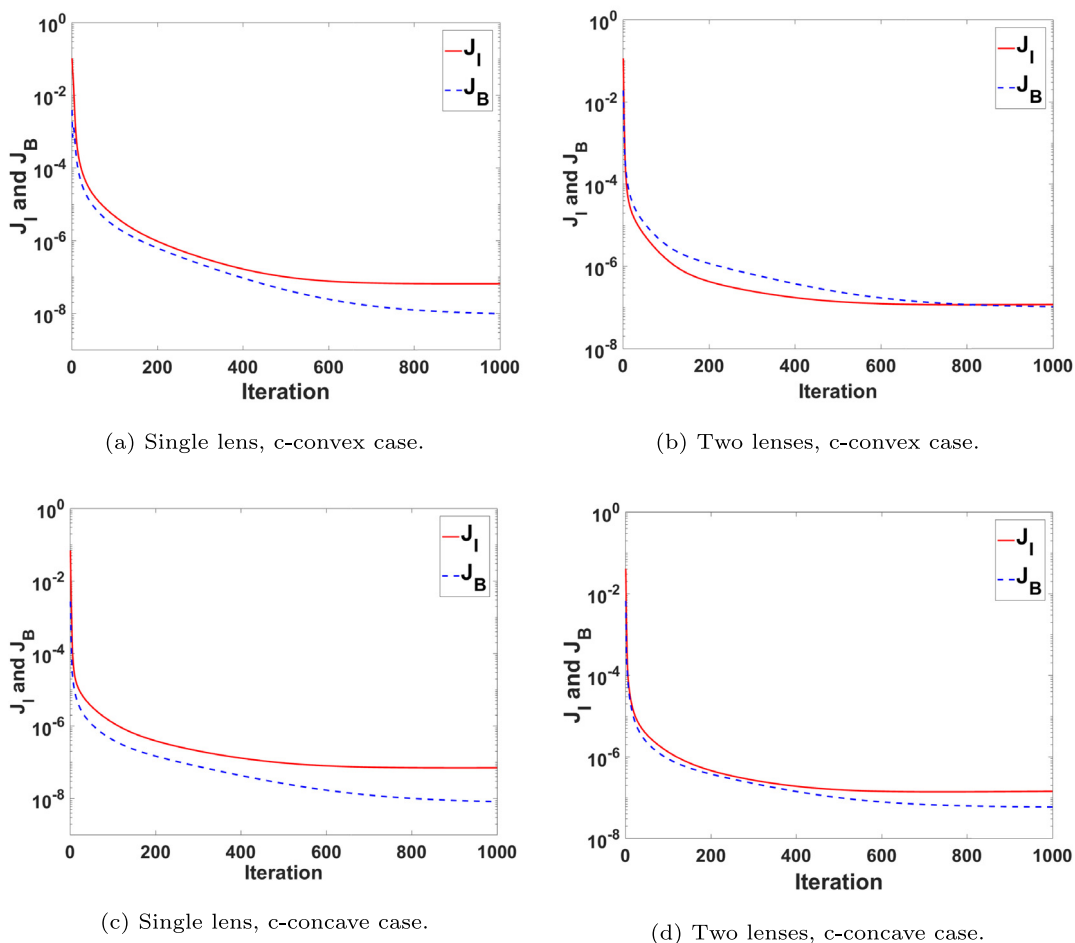 10^0
10^-2
10^-4
10^-6
10^-8
J_I and J_B
0 200 400 600 800 1000
Iteration
J_I
J_B
(a) Single lens, c-convex case.
10^0
10^-2
10^-4
10^-6
10^-8
J_I and J_B
0 200 400 600 800 1000
Iteration
J_I
J_B
(b) Two lenses, c-convex case.
10^0
10^-2
10^-4
10^-6
10^-8
J_I and J_B
0 200 400 600 800 1000
Iteration
J_I
J_B
(c) Single lens, c-concave case.
10^0
10^-2
10^-4
10^-6
10^-8
J_I and J_B
0 200 400 600 800 1000
Iteration
J_I
J_B
(d) Two lenses, c-concave case.